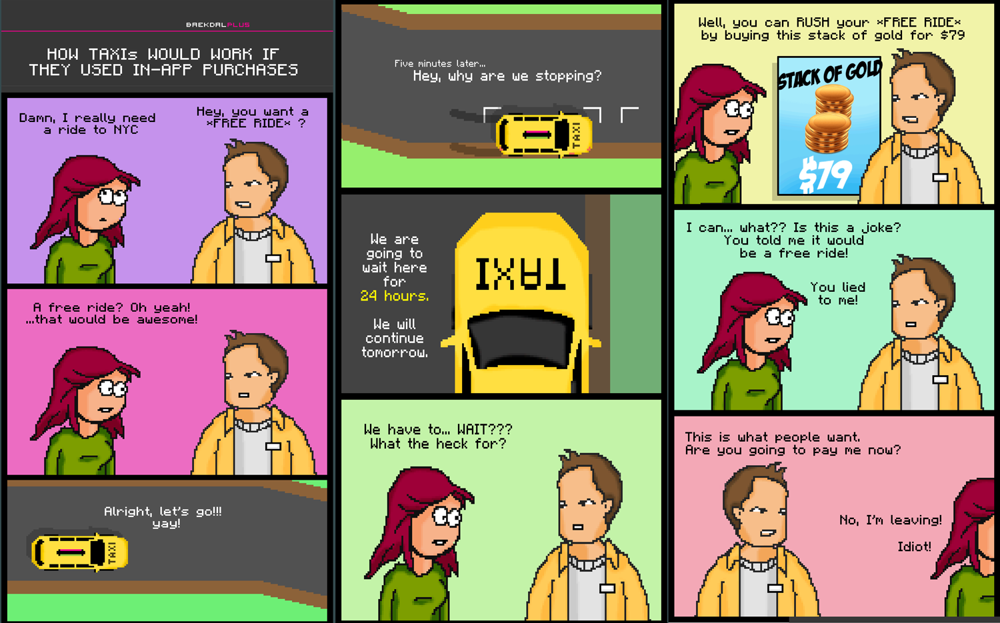 BAEKDALPLUS
HOW TAXIs WOULD WORK IF
THEY USED IN-APP PURCHASES
Damn, I really need
a ride to NYC
Hey, you want a
×FREE RIDE× ?
A free ride? Oh yeah!
...that would be awesome!
Alright, let's go!!!
yay!
TAXI
Five minutes later...
Hey, why are we stopping?
TAXI
We are
going to
wait here
for
24 hours.
We will
continue
tomorrow.
TAXI
We have to... WAIT???
What the heck for?
Well, you can RUSH your ×FREE RIDE×
by buying this stack of gold for $79
STACK OF GOLD
$79
I can... what?? Is this a joke?
You told me it would
be a free ride!
You lied
to me!
This is what people want.
Are you going to pay me now?
No, I'm leaving!
Idiot!